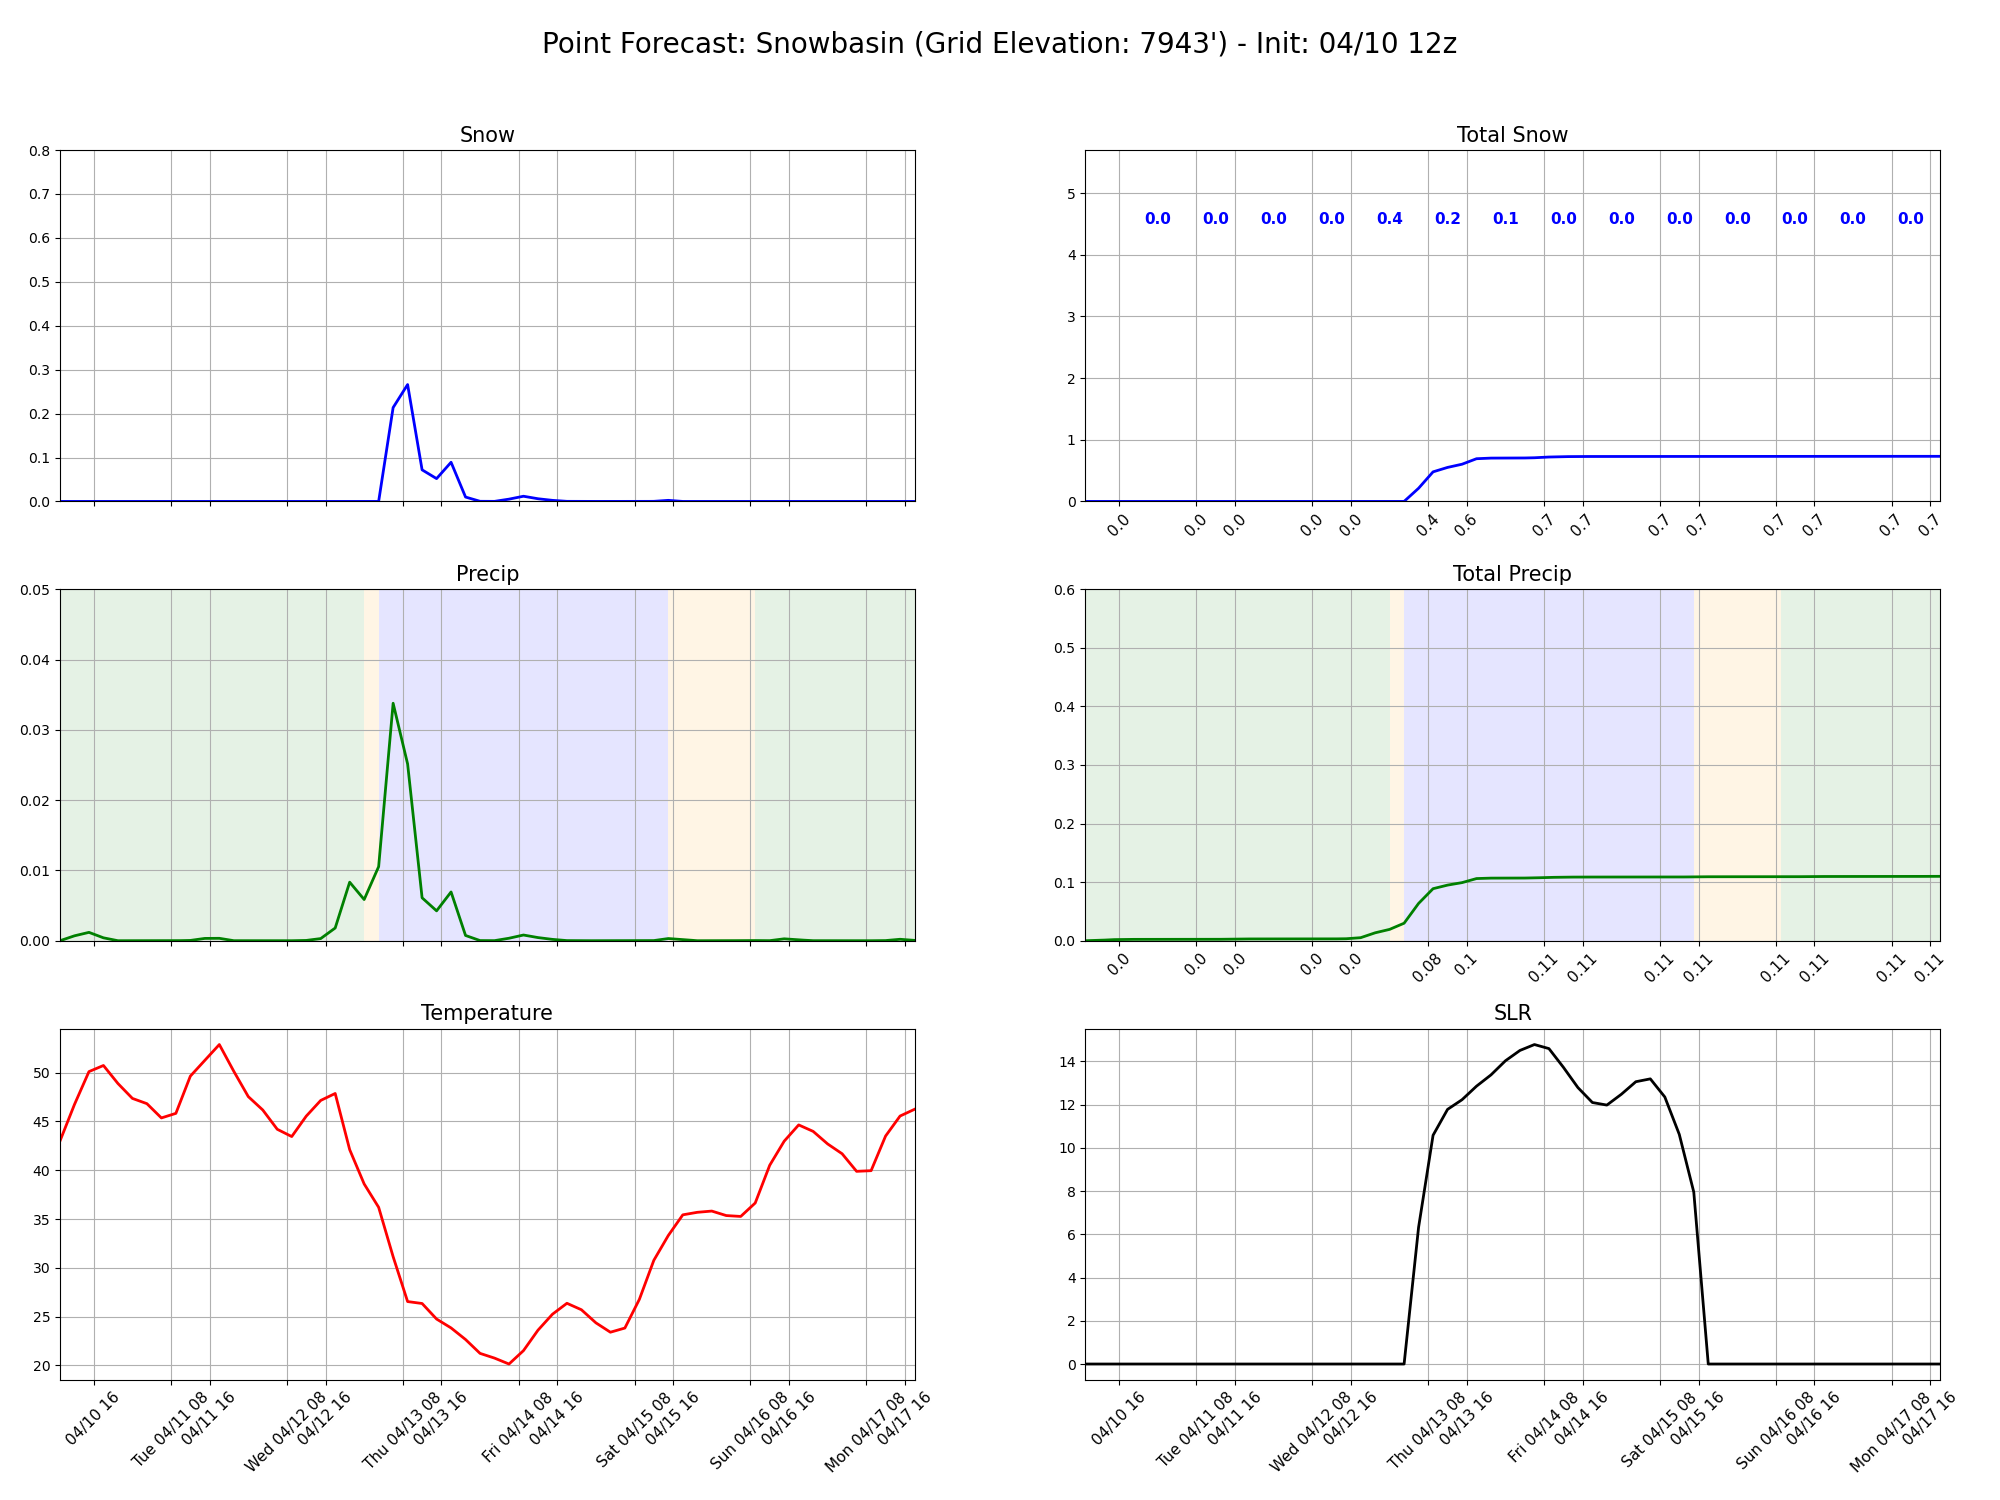 Point Forecast: Snowbasin (Grid Elevation: 7943') - Init: 04/10 12z
Snow
0.8
0.7
0.6
0.5
0.4
0.3
0.2
0.1
0.0
Total Snow
5
4
3
2
1
0
0.0 0.0 0.0 0.0 0.4 0.2 0.1 0.0 0.0 0.0 0.0 0.0 0.0 0.0
0.0 0.0 0.0 0.0 0.0 0.4 0.6 0.7 0.7 0.7 0.7 0.7 0.7 0.7 0.7
Precip
0.05
0.04
0.03
0.02
0.01
0.00
Total Precip
0.6
0.5
0.4
0.3
0.2
0.1
0.0
0.0 0.0 0.0 0.0 0.0 0.08 0.1 0.11 0.11 0.11 0.11 0.11 0.11 0.11 0.11
Temperature
50
45
40
35
30
25
20
04/10 16
Tue 04/11 08
04/11 16
Wed 04/12 08
04/12 16
Thu 04/13 08
04/13 16
Fri 04/14 08
04/14 16
Sat 04/15 08
04/15 16
Sun 04/16 08
04/16 16
Mon 04/17 08
04/17 16
SLR
14
12
10
8
6
4
2
0
04/10 16
Tue 04/11 08
04/11 16
Wed 04/12 08
04/12 16
Thu 04/13 08
04/13 16
Fri 04/14 08
04/14 16
Sat 04/15 08
04/15 16
Sun 04/16 08
04/16 16
Mon 04/17 08
04/17 16